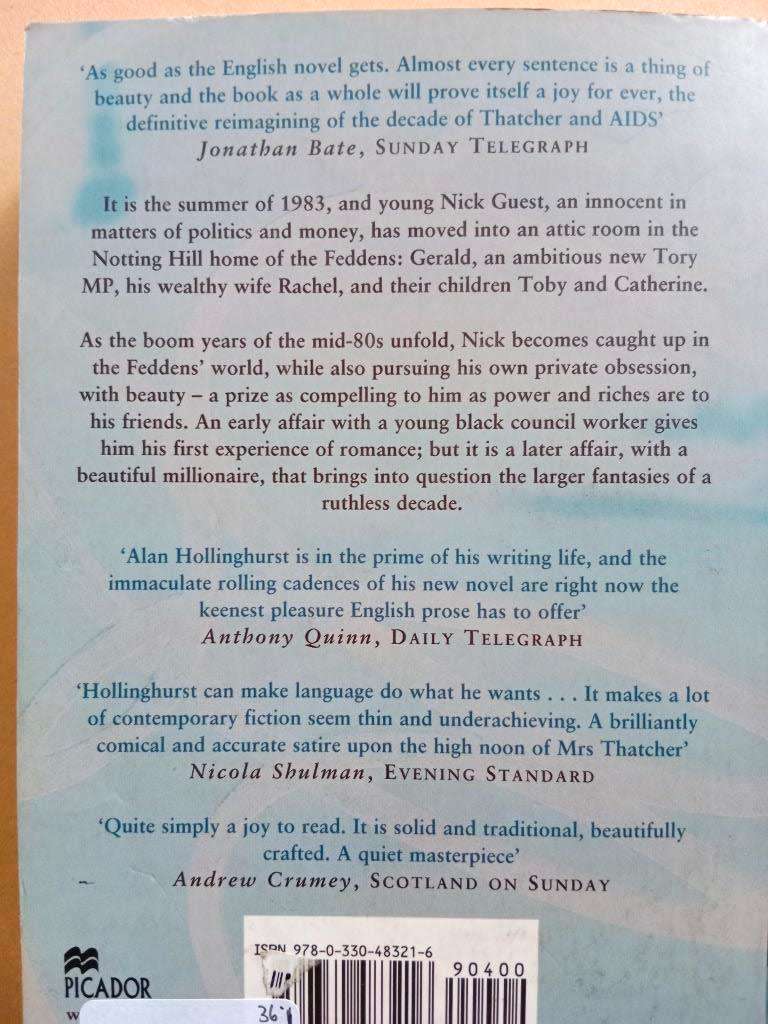 ‘As good as the English novel gets. Almost every sentence is a thing of
beauty and the book as a whole will prove itself a joy for ever, the
definitive reimagining of the decade of Thatcher and AIDS’
Jonathan Bate, SUNDAY TELEGRAPH
It is the summer of 1983, and young Nick Guest, an innocent in
matters of politics and money, has moved into an attic room in the
Notting Hill home of the Feddens: Gerald, an ambitious new Tory
MP, his wealthy wife Rachel, and their children Toby and Catherine.
As the boom years of the mid-80s unfold, Nick becomes caught up in
the Feddens’ world, while also pursuing his own private obsession,
with beauty – a prize as compelling to him as power and riches are to
his friends. An early affair with a young black council worker gives
him his first experience of romance; but it is a later affair, with a
beautiful millionaire, that brings into question the larger fantasies of a
ruthless decade.
‘Alan Hollinghurst is in the prime of his writing life, and the
immaculate rolling cadences of his new novel are right now the
keenest pleasure English prose has to offer’
Anthony Quinn, DAILY TELEGRAPH
‘Hollinghurst can make language do what he wants . . . It makes a lot
of contemporary fiction seem thin and underachieving. A brilliantly
comical and accurate satire upon the high noon of Mrs Thatcher’
Nicola Shulman, EVENING STANDARD
‘Quite simply a joy to read. It is solid and traditional, beautifully
crafted. A quiet masterpiece’
Andrew Crumey, SCOTLAND ON SUNDAY
ISBN 978-0-330-48321-6
90400
PICADOR